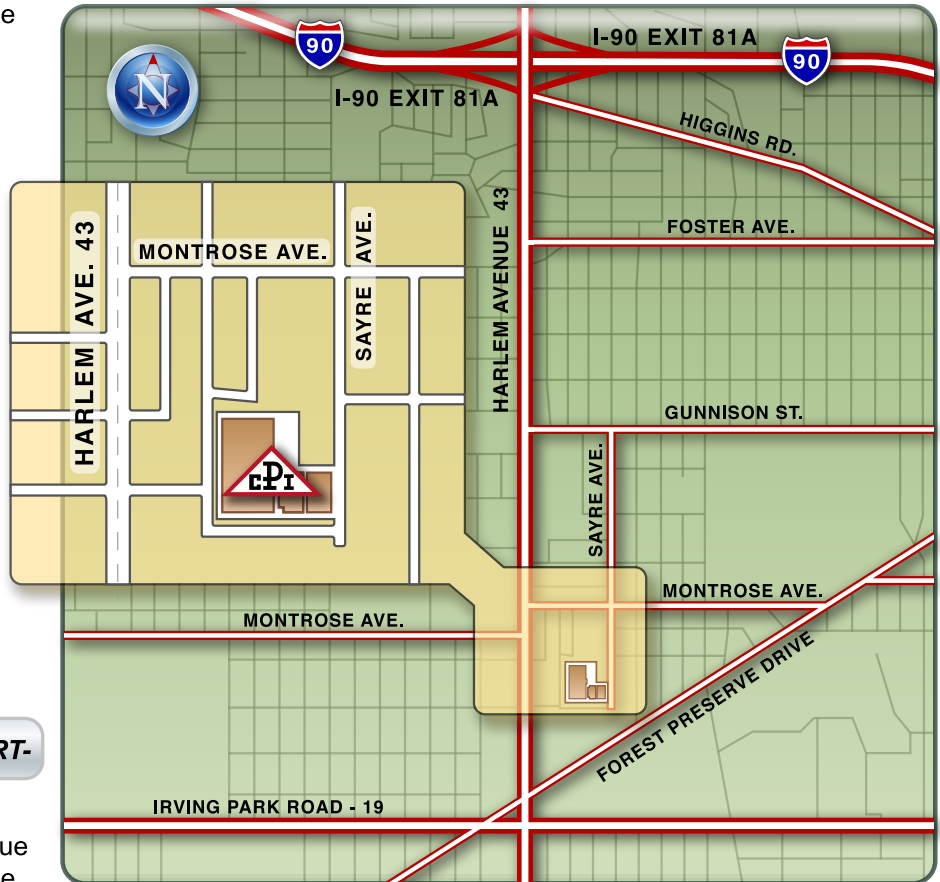 e
90
I-90 EXIT 81A
90
I-90 EXIT 81A
N
HIGGINS RD.
HARLEM AVENUE 43
FOSTER AVE.
HARLEM AVE. 43
MONTROSE AVE.
SAYRE AVE.
GUNNISON ST.
SAYRE AVE.
CPI
MONTROSE AVE.
MONTROSE AVE.
FOREST PRESERVE DRIVE
RT-
IRVING PARK ROAD - 19
ue
e